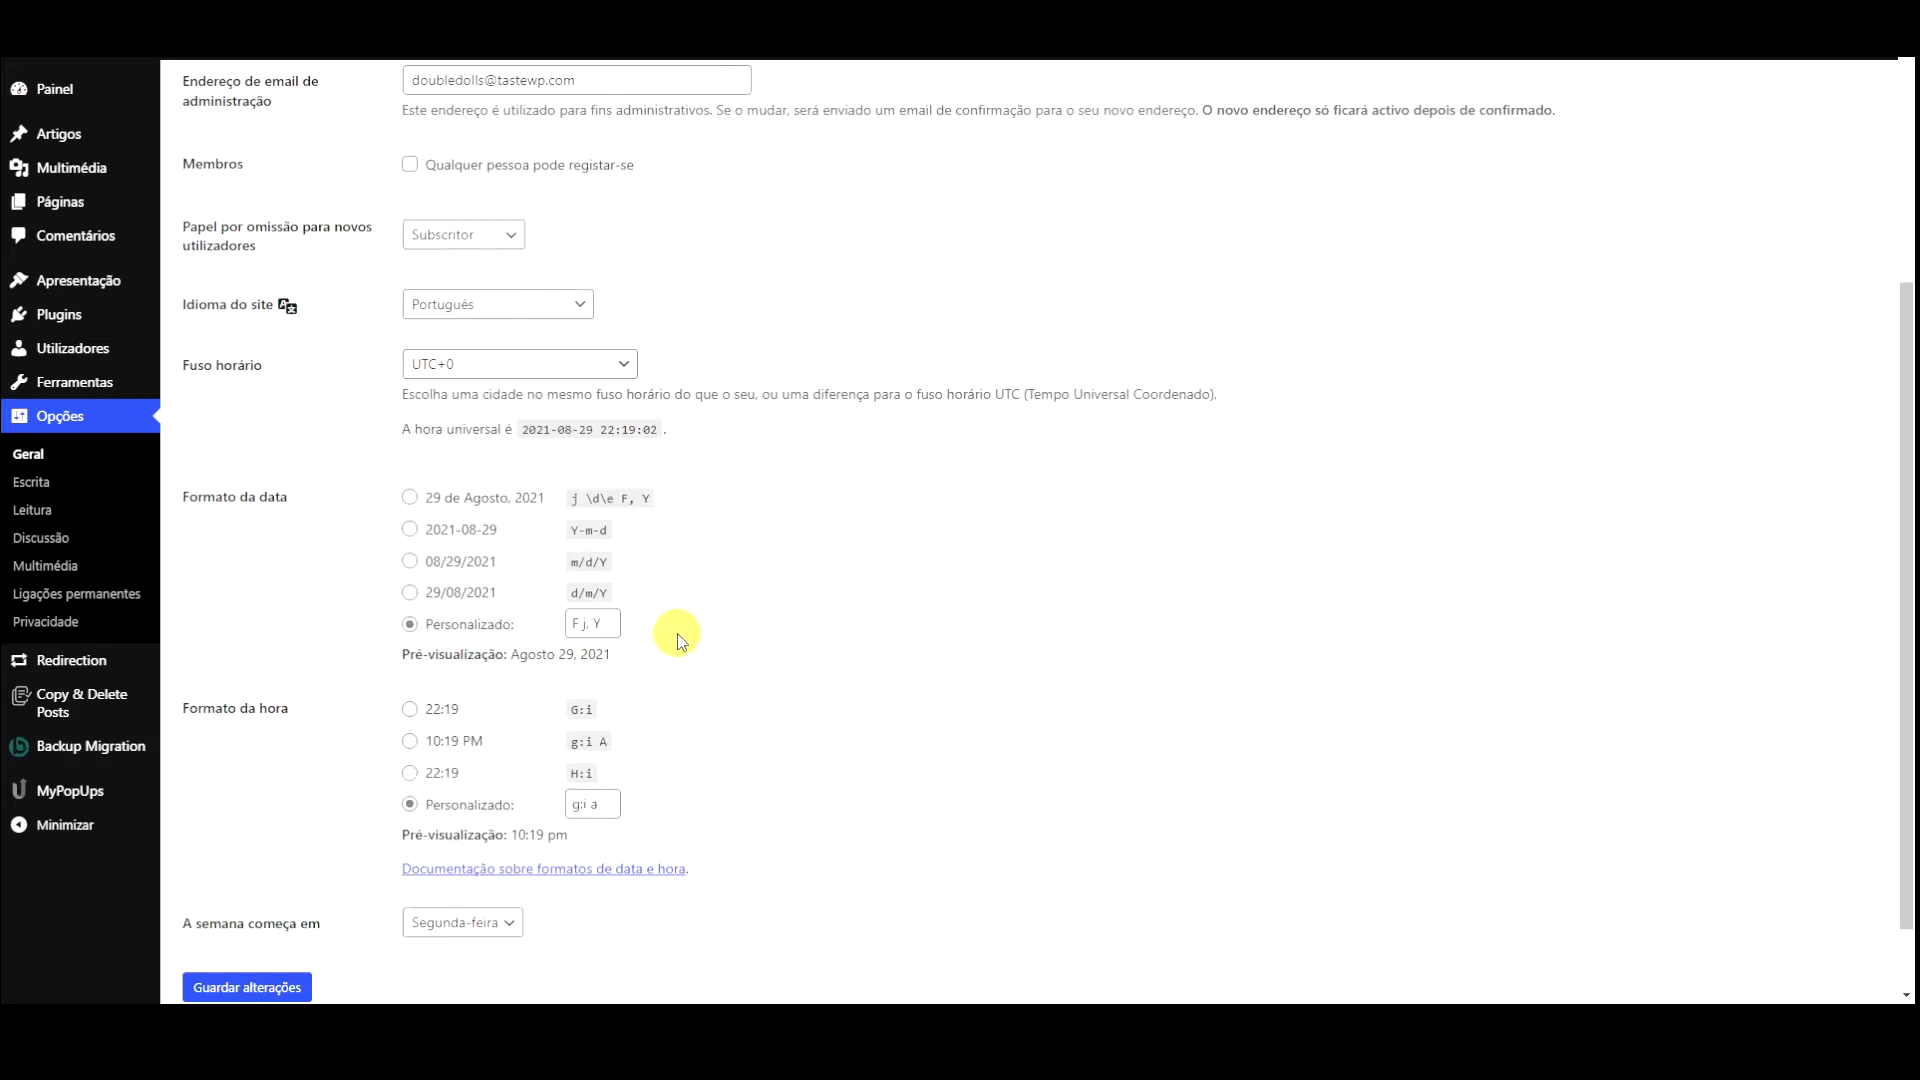 Painel
Artigos
Multimédia
Páginas
Comentários
Apresentação
Plugins
Utilizadores
Ferramentas
Opções
Geral
Escrita
Leitura
Discussão
Multimédia
Ligações permanentes
Privacidade
Redirection
Copy & Delete
Posts
Backup Migration
MyPopUps
Minimizar
Endereço de email de
administração
doubledolls@tastewp.com
Este endereço é utilizado para fins administrativos. Se o mudar, será enviado um email de confirmação para o seu novo endereço. O novo endereço só ficará activo depois de confirmado.
Membros
Qualquer pessoa pode registar-se
Papel por omissão para novos
utilizadores
Subscritor
Idioma do site
Português
Fuso horário
UTC+0
Escolha uma cidade no mesmo fuso horário do que o seu, ou uma diferença para o fuso horário UTC (Tempo Universal Coordenado).
A hora universal é 2021-08-29 22:19:02 .
Formato da data
29 de Agosto, 2021 j \d\e F, Y
2021-08-29 Y-m-d
08/29/2021 m/d/Y
29/08/2021 d/m/Y
Personalizado: F j, Y
Pré-visualização: Agosto 29, 2021
Formato da hora
22:19 G:i
10:19 PM g:i A
22:19 H:i
Personalizado: g:i a
Pré-visualização: 10:19 pm
Documentação sobre formatos de data e hora.
A semana começa em
Segunda-feira
Guardar alterações